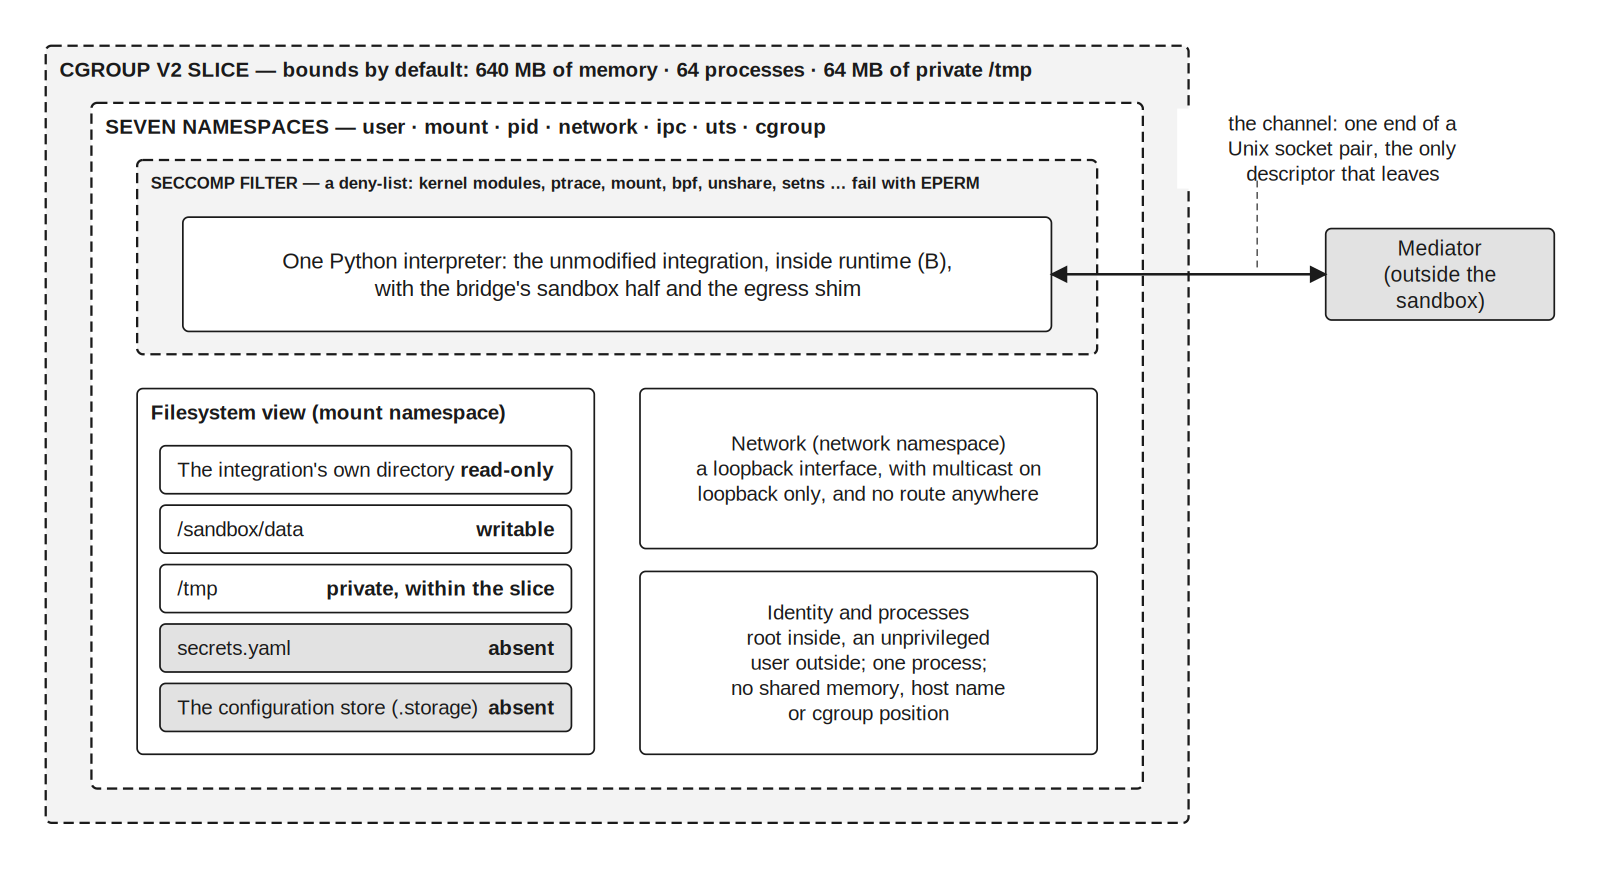 CGROUP V2 SLICE — bounds by default: 640 MB of memory · 64 processes · 64 MB of private /tmp
SEVEN NAMESPACES — user · mount · pid · network · ipc · uts · cgroup
the channel: one end of a
Unix socket pair, the only
descriptor that leaves
SECCOMP FILTER — a deny-list: kernel modules, ptrace, mount, bpf, unshare, setns … fail with EPERM
One Python interpreter: the unmodified integration, inside runtime (B),
with the bridge's sandbox half and the egress shim
Mediator
(outside the
sandbox)
Filesystem view (mount namespace)
The integration's own directory read-only
/sandbox/data writable
/tmp private, within the slice
secrets.yaml absent
The configuration store (.storage) absent
Network (network namespace)
a loopback interface, with multicast on
loopback only, and no route anywhere
Identity and processes
root inside, an unprivileged
user outside; one process;
no shared memory, host name
or cgroup position